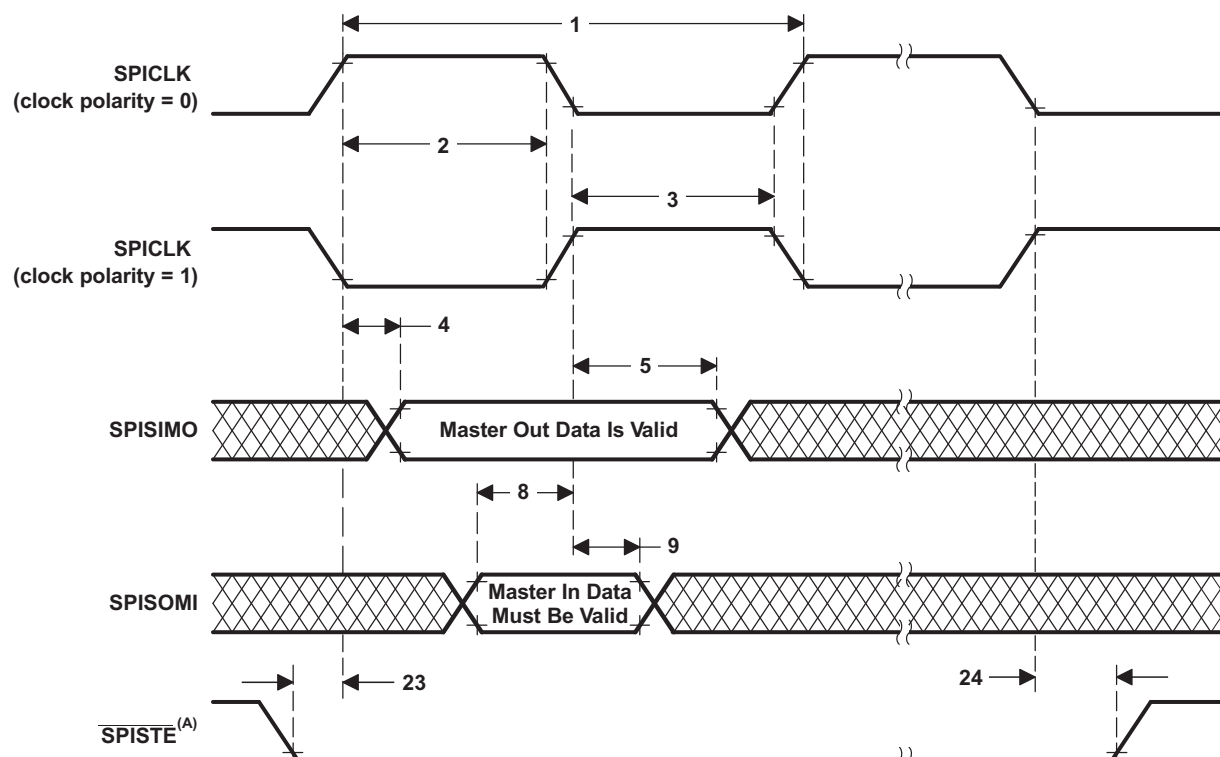 1
SPICLK
(clock polarity = 0)
2
3
SPICLK
(clock polarity = 1)
4
5
SPISIMO
Master Out Data Is Valid
8
9
SPISOMI
Master In Data
Must Be Valid
23
24
SPISTE(A)